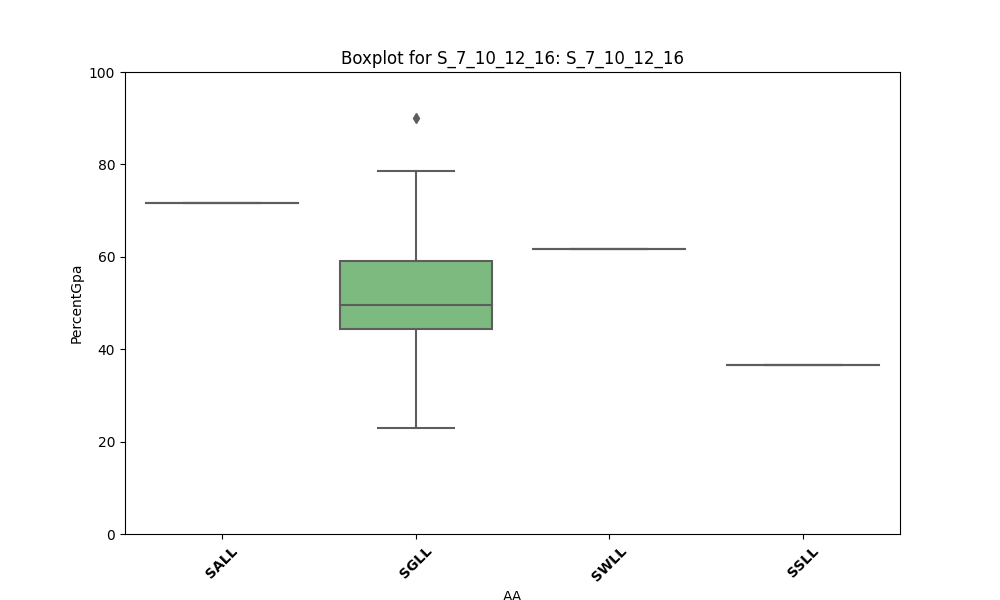 Boxplot for S_7_10_12_16: S_7_10_12_16
100
80
60
40
20
0
PercentGpa
SALL
SGLL
SWLL
SSLL
AA